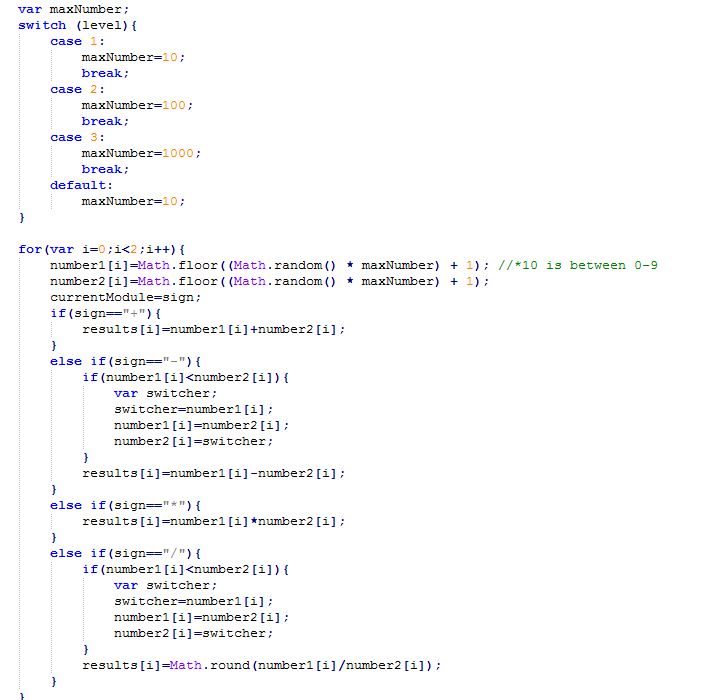 var maxNumber;
switch (level){
case 1:
maxNumber=10;
break;
case 2:
maxNumber=100;
break;
case 3:
maxNumber=1000;
break;
default:
maxNumber=10;
}
for(var i=0;i<2;i++){
number1[i]=Math.floor((Math.random() * maxNumber) + 1); //*10 is between 0-9
number2[i]=Math.floor((Math.random() * maxNumber) + 1);
currentModule=sign;
if(sign=="+"){
results[i]=number1[i]+number2[i];
}
else if(sign=="-"){
if(number1[i]<number2[i]){
var switcher;
switcher=number1[i];
number1[i]=number2[i];
number2[i]=switcher;
}
results[i]=number1[i]-number2[i];
}
else if(sign=="*"){
results[i]=number1[i]*number2[i];
}
else if(sign=="/"){
if(number1[i]<number2[i]){
var switcher;
switcher=number1[i];
number1[i]=number2[i];
number2[i]=switcher;
}
results[i]=Math.round(number1[i]/number2[i]);
}
}